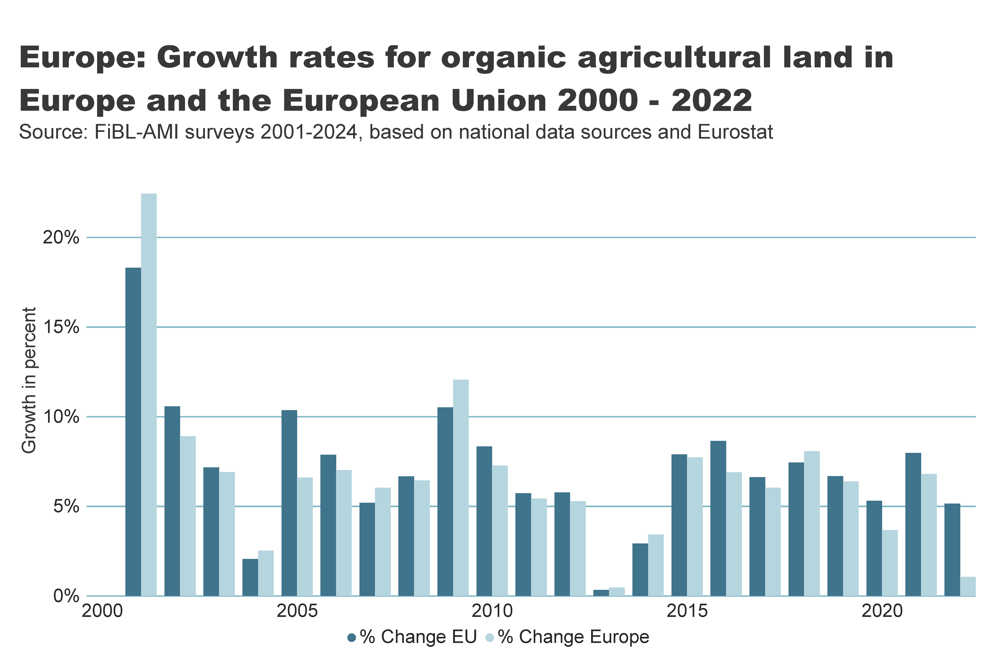 Europe: Growth rates for organic agricultural land in
Europe and the European Union 2000 - 2022
Source: FiBL-AMI surveys 2001-2024, based on national data sources and Eurostat
Growth in percent
20%
15%
10%
5%
0%
2000 2005 2010 2015 2020
% Change EU % Change Europe